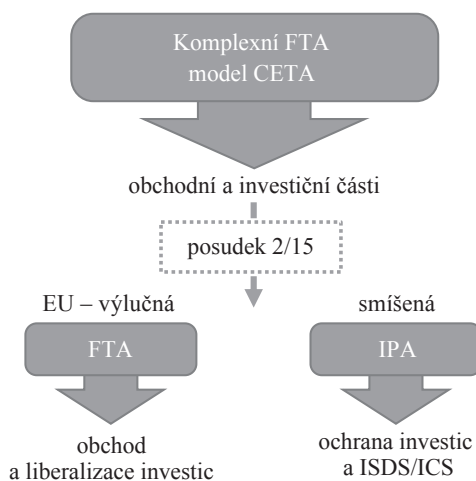 Komplexní FTA
model CETA
obchodní a investiční části
posudek 2/15
EU – výlučná
FTA
obchod
a liberalizace investic
smíšená
IPA
ochrana investic
a ISDS/ICS